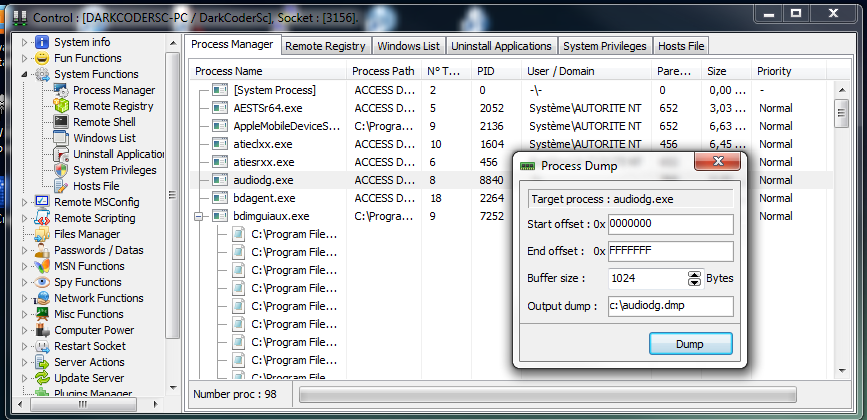 Control : [DARKCODERSC-PC / DarkCoderSc], Socket : [3156].
System info
Fun Functions
System Functions
Process Manager
Remote Registry
Remote Shell
Windows List
Uninstall Application
System Privileges
Hosts File
Remote MSConfig
Remote Scripting
Files Manager
Passwords / Datas
MSN Functions
Spy Functions
Network Functions
Misc Functions
Computer Power
Restart Socket
Server Actions
Update Server
Plugins Manager
Process Manager Remote Registry Windows List Uninstall Applications System Privileges Hosts File
Process Name Process Path N° T... PID User / Domain Pare... Size Priority
[System Process] ACCESS D... 2 0 -\- 0 0,00 ... -
AESTSr64.exe ACCESS D... 5 2052 Système\AUTORITE NT 652 3,03 ... Normal
AppleMobileDeviceS... C:\Progra... 9 2136 Système\AUTORITE NT 652 6,63 ... Normal
atieclxx.exe ACCESS D... 10 1604 Système\AUTORITE NT 456 6,45 ... Normal
atiesrxx.exe ACCESS D... 6 456 Normal
audiodg.exe ACCESS D... 8 8840 Normal
bdagent.exe ACCESS D... 18 2264 Normal
bdimguiaux.exe C:\Progra... 9 7252 Normal
C:\Program File...
C:\Program File...
C:\Program File...
C:\Program File...
C:\Program File...
C:\Program File...
C:\Program File...
C:\Program File...
C:\Program File...
Number proc : 98
Process Dump
Target process : audiodg.exe
Start offset : 0x 0000000
End offset : 0x FFFFFFF
Buffer size : 1024 Bytes
Output dump : c:\audiodg.dmp
Dump